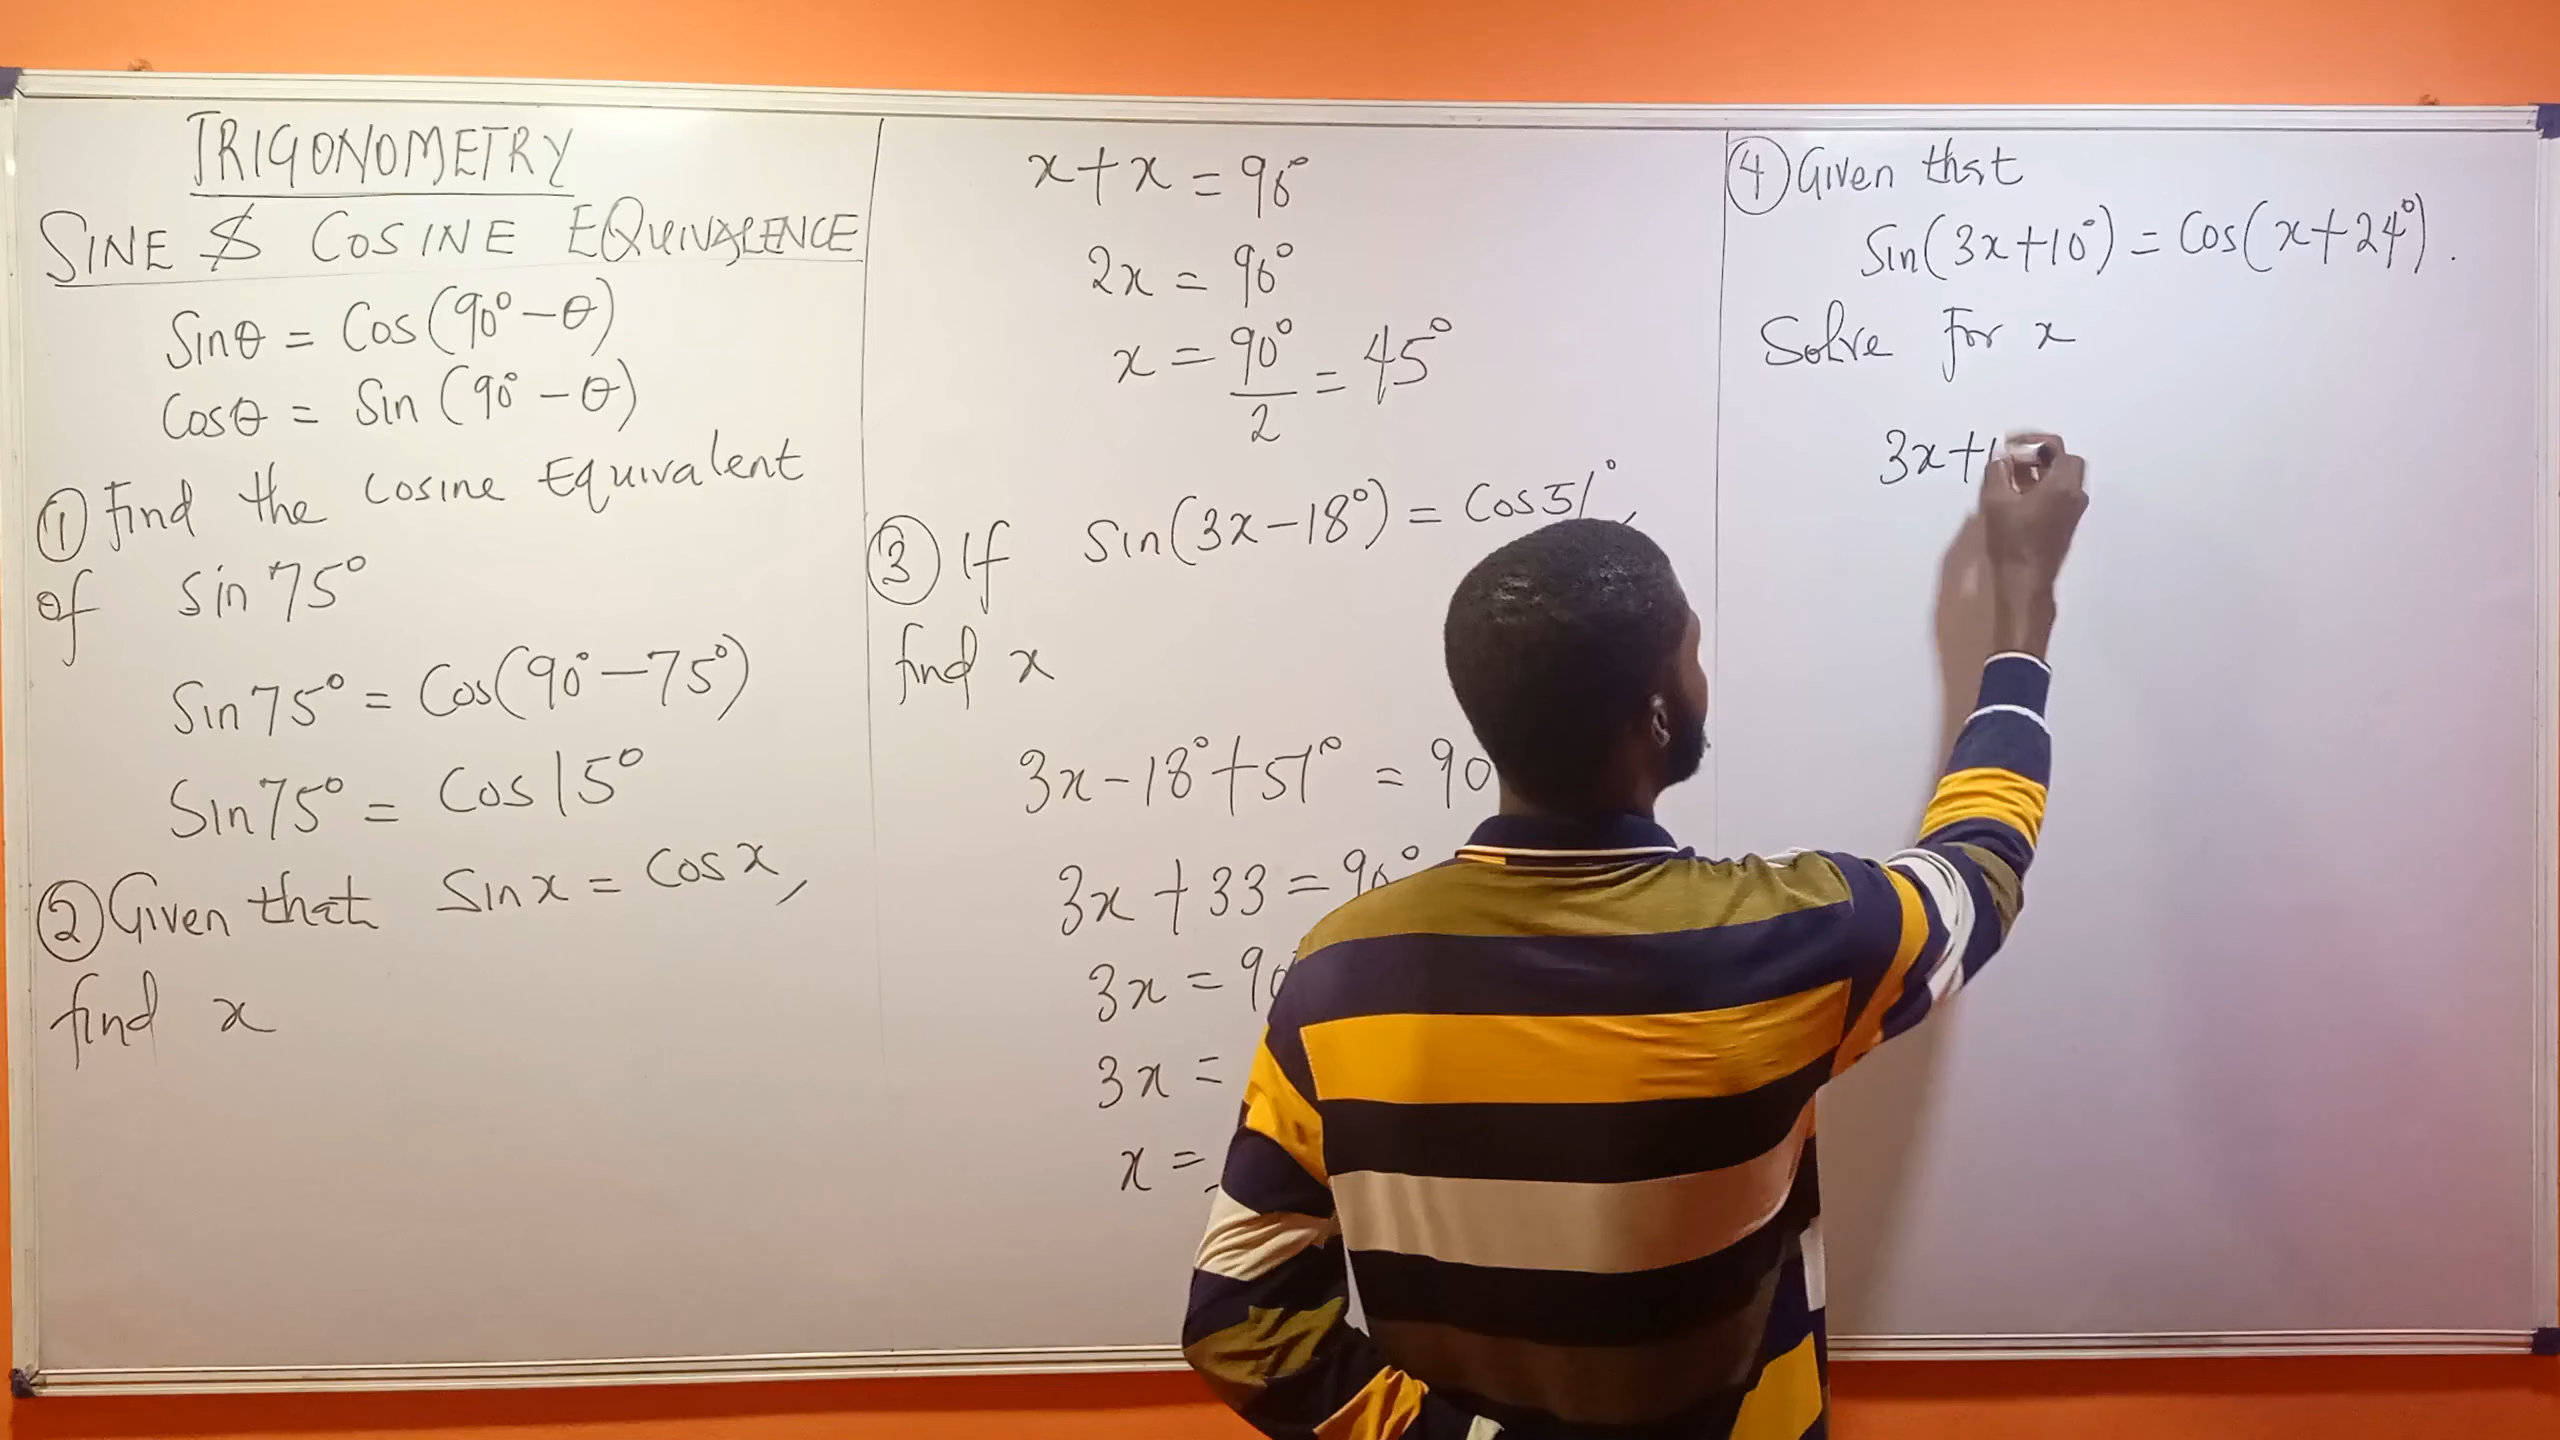 TRIGONOMETRY
SINE & COSINE EQUIVALENCE
Sinθ = Cos(90° – θ)
Cosθ = Sin (90° – θ)
① Find the cosine Equivalent
of sin 75°
Sin 75° = Cos(90° – 75°)
Sin 75° = Cos 15°
② Given that Sin x = Cos x,
find x
x + x = 90°
2x = 90°
x = 90°/2 = 45°
③ If Sin(3x – 18°) = Cos 51°,
find x
3x – 18° + 51° = 90
3x + 33 = 90°
3x = 90
3x =
x =
④ Given that
Sin(3x + 10°) = Cos(x + 24°).
Solve for x
3x + 1